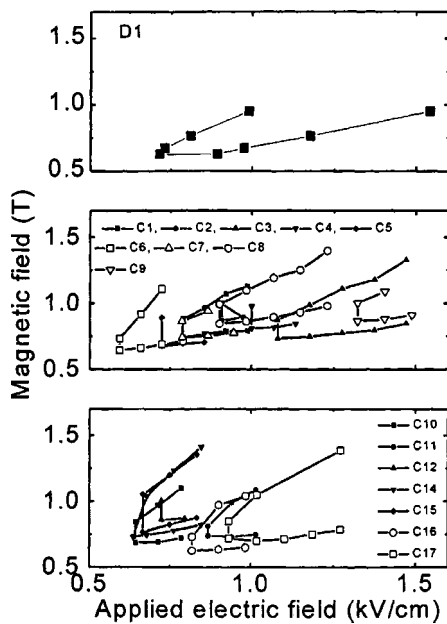 1.5
D1
1.0
0.5
Magnetic field (T)
1.5
C1, C2, C3, C4, C5
C6, C7, C8
C9
1.0
0.5
1.5
C10
C11
C12
C14
C15
C16
C17
1.0
0.5
0.5 1.0 1.5
Applied electric field (kV/cm)